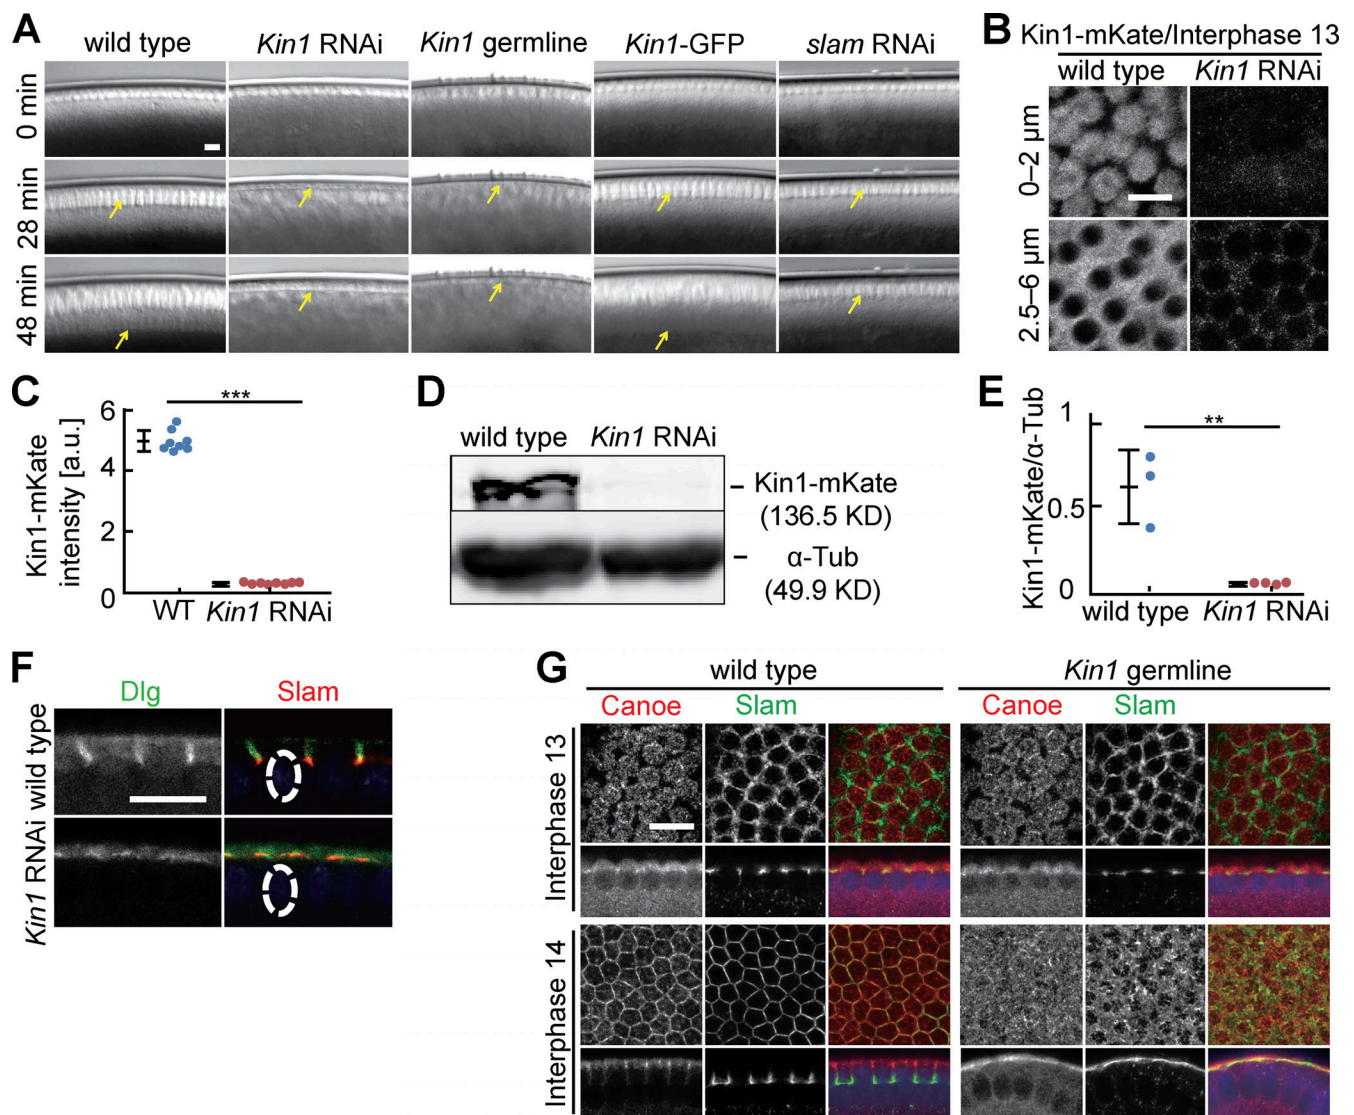 A
wild type
Kin1 RNAi
Kin1 germline
Kin1-GFP
slam RNAi
0 min
28 min
48 min
B
Kin1-mKate/Interphase 13
wild type
Kin1 RNAi
0–2 µm
2.5–6 µm
C
Kin1-mKate
intensity [a.u.]
6
4
2
0
***
WT
Kin1 RNAi
D
wild type
Kin1 RNAi
Kin1-mKate
(136.5 KD)
α-Tub
(49.9 KD)
E
Kin1-mKate/α-Tub
1
0.5
0
**
wild type
Kin1 RNAi
F
Dlg
Slam
wild type
Kin1 RNAi
G
wild type
Kin1 germline
Canoe
Slam
Canoe
Slam
Interphase 13
Interphase 14